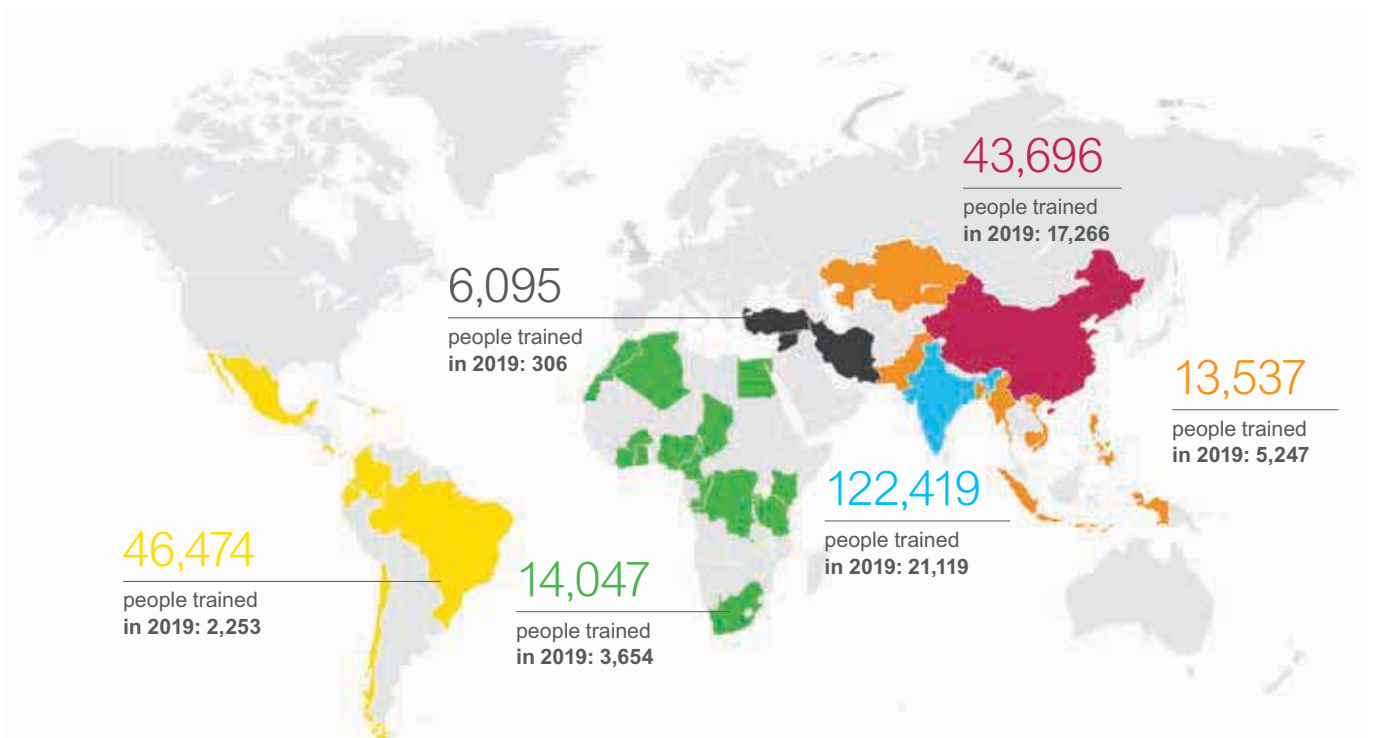 43,696
people trained
in 2019: 17,266
6,095
people trained
in 2019: 306
13,537
people trained
in 2019: 5,247
122,419
people trained
in 2019: 21,119
46,474
people trained
in 2019: 2,253
14,047
people trained
in 2019: 3,654